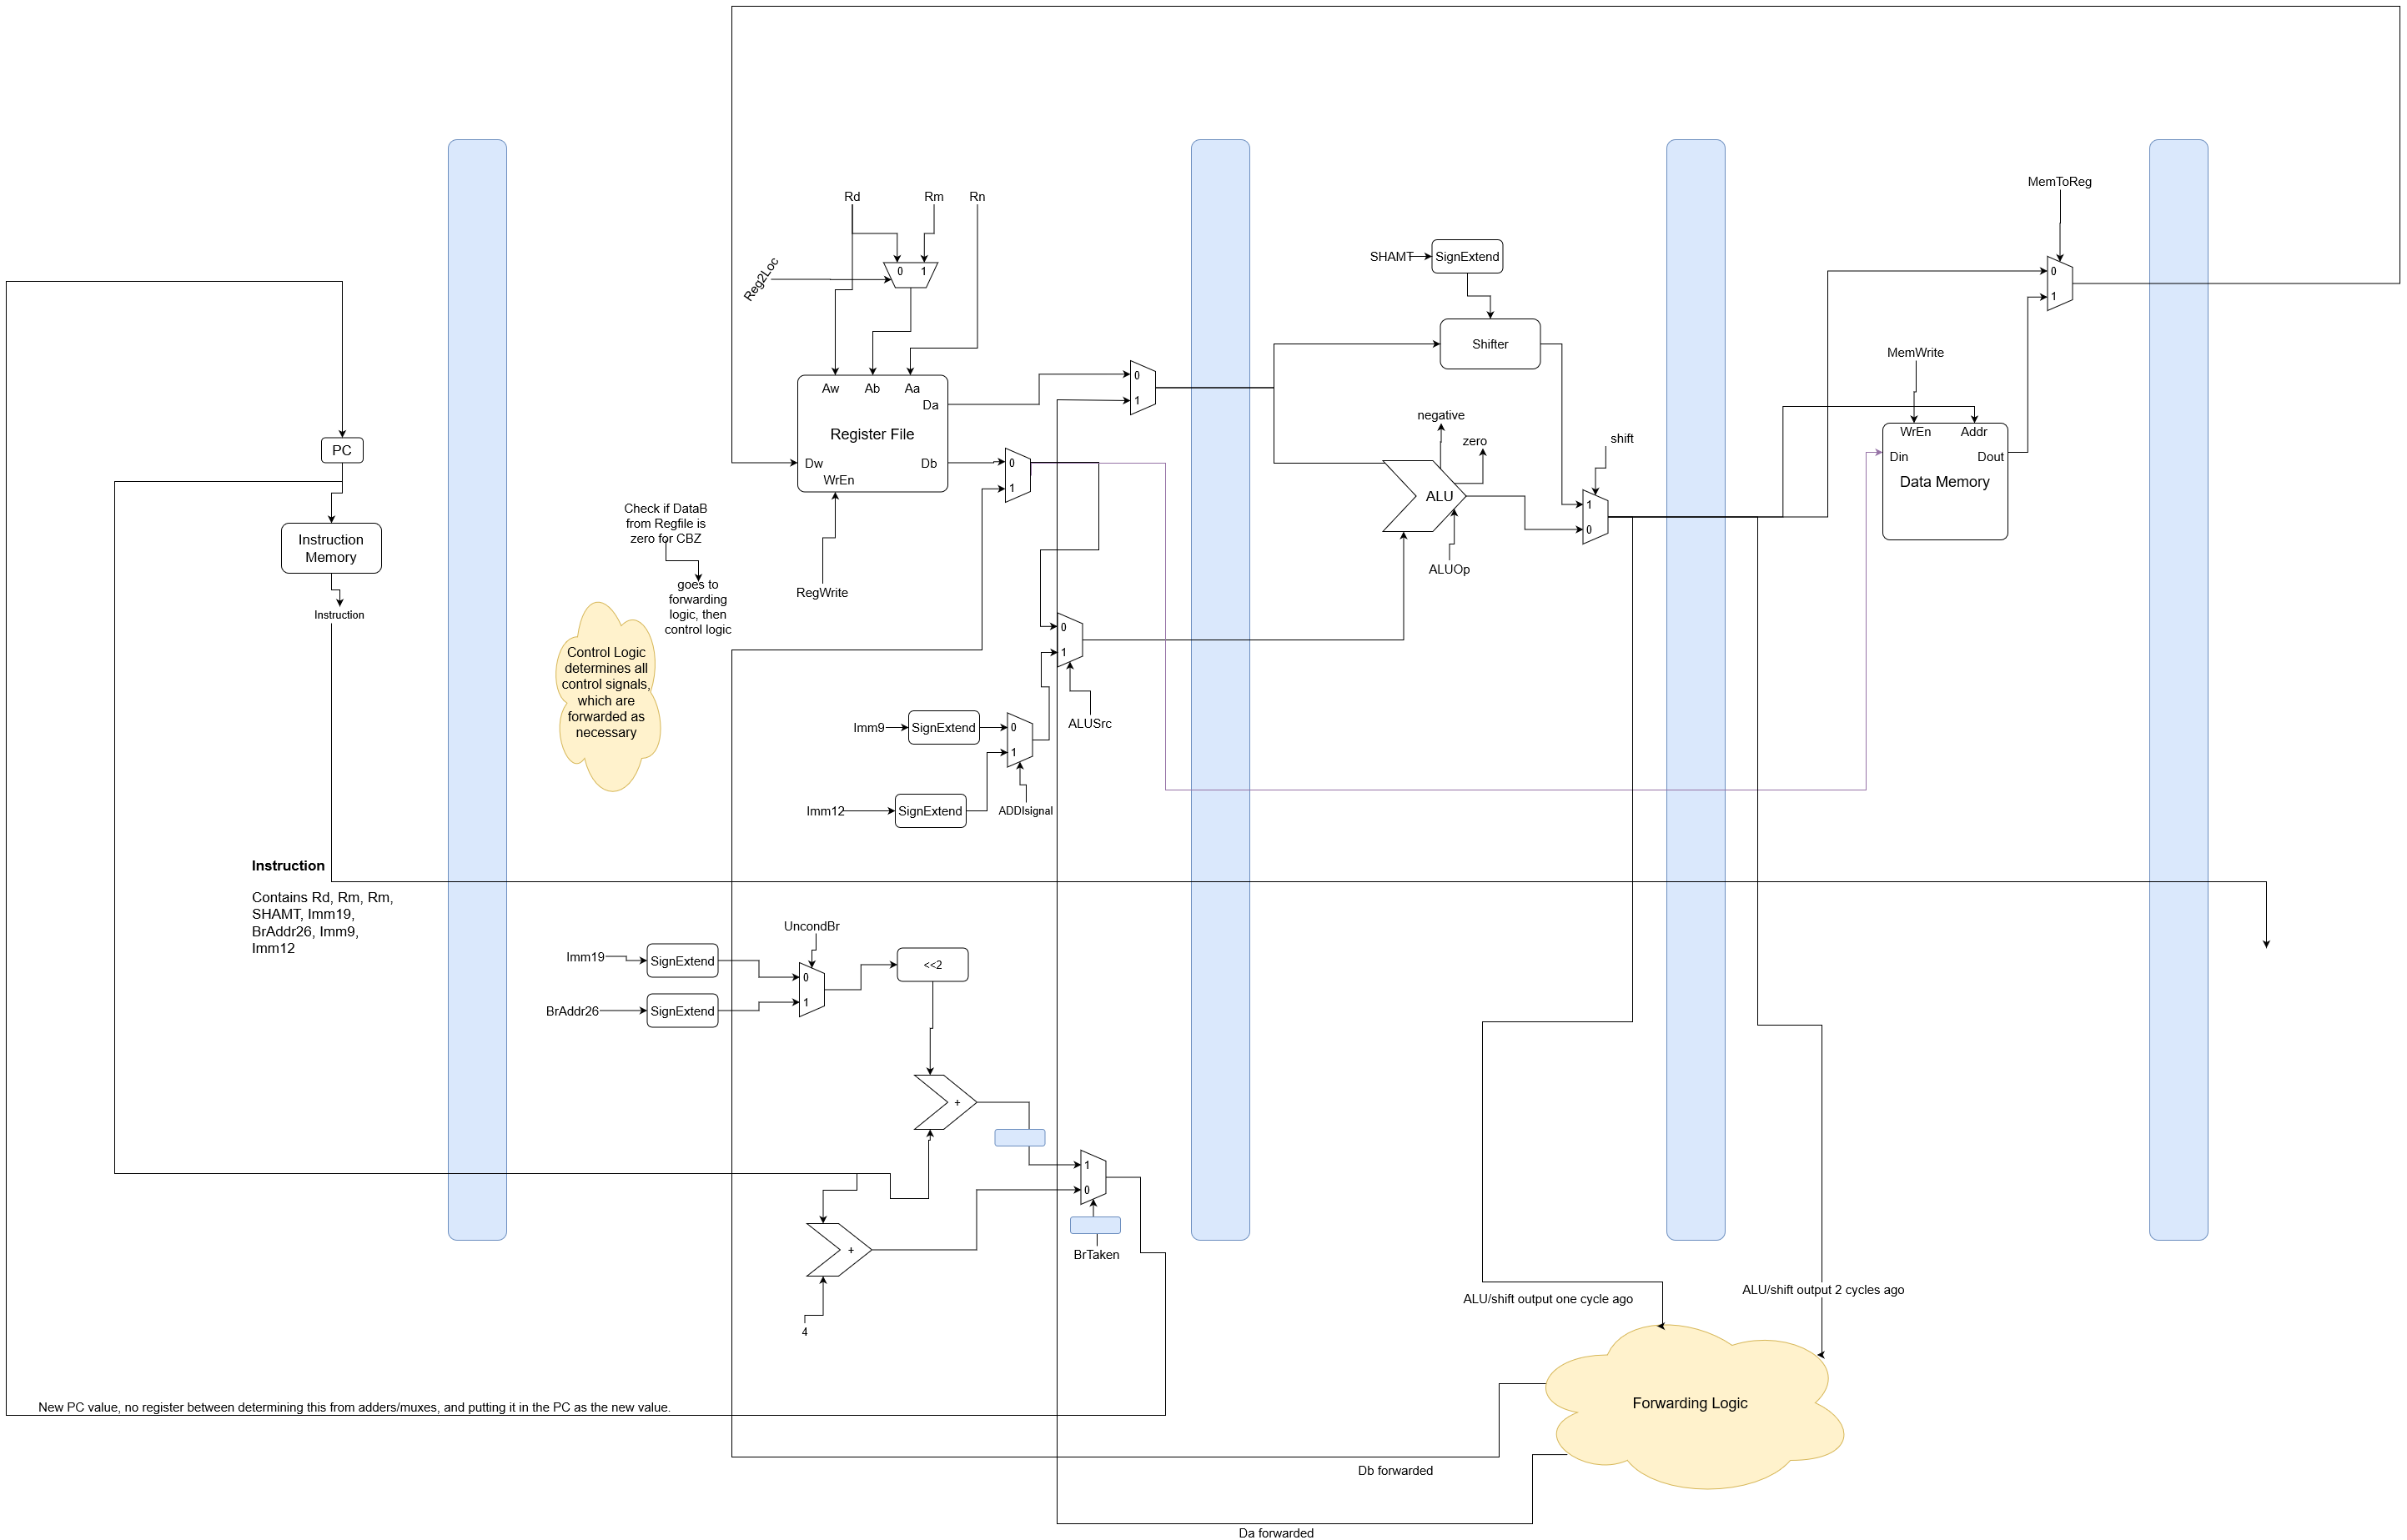 MemToReg
Rd
Rm
Rn
0
1
Reg2Loc
SHAMT
SignExtend
0
1
Shifter
MemWrite
Aw
Ab
Aa
Da
Register File
Dw
Db
WrEn
0
1
0
1
negative
zero
shift
WrEn
Addr
Din
Dout
Data Memory
PC
ALU
1
0
Check if DataB
from Regfile is
zero for CBZ
Instruction
Memory
ALUOp
goes to
forwarding
logic, then
control logic
RegWrite
Instruction
0
1
Control Logic
determines all
control signals,
which are
forwarded as
necessary
ALUSrc
Imm9
SignExtend
0
1
Imm12
SignExtend
ADDIsignal
Instruction
Contains Rd, Rm, Rm,
SHAMT, Imm19,
BrAddr26, Imm9,
Imm12
UncondBr
Imm19
SignExtend
0
1
<<2
BrAddr26
SignExtend
+
1
0
+
BrTaken
4
ALU/shift output one cycle ago
ALU/shift output 2 cycles ago
Forwarding Logic
New PC value, no register between determining this from adders/muxes, and putting it in the PC as the new value.
Db forwarded
Da forwarded